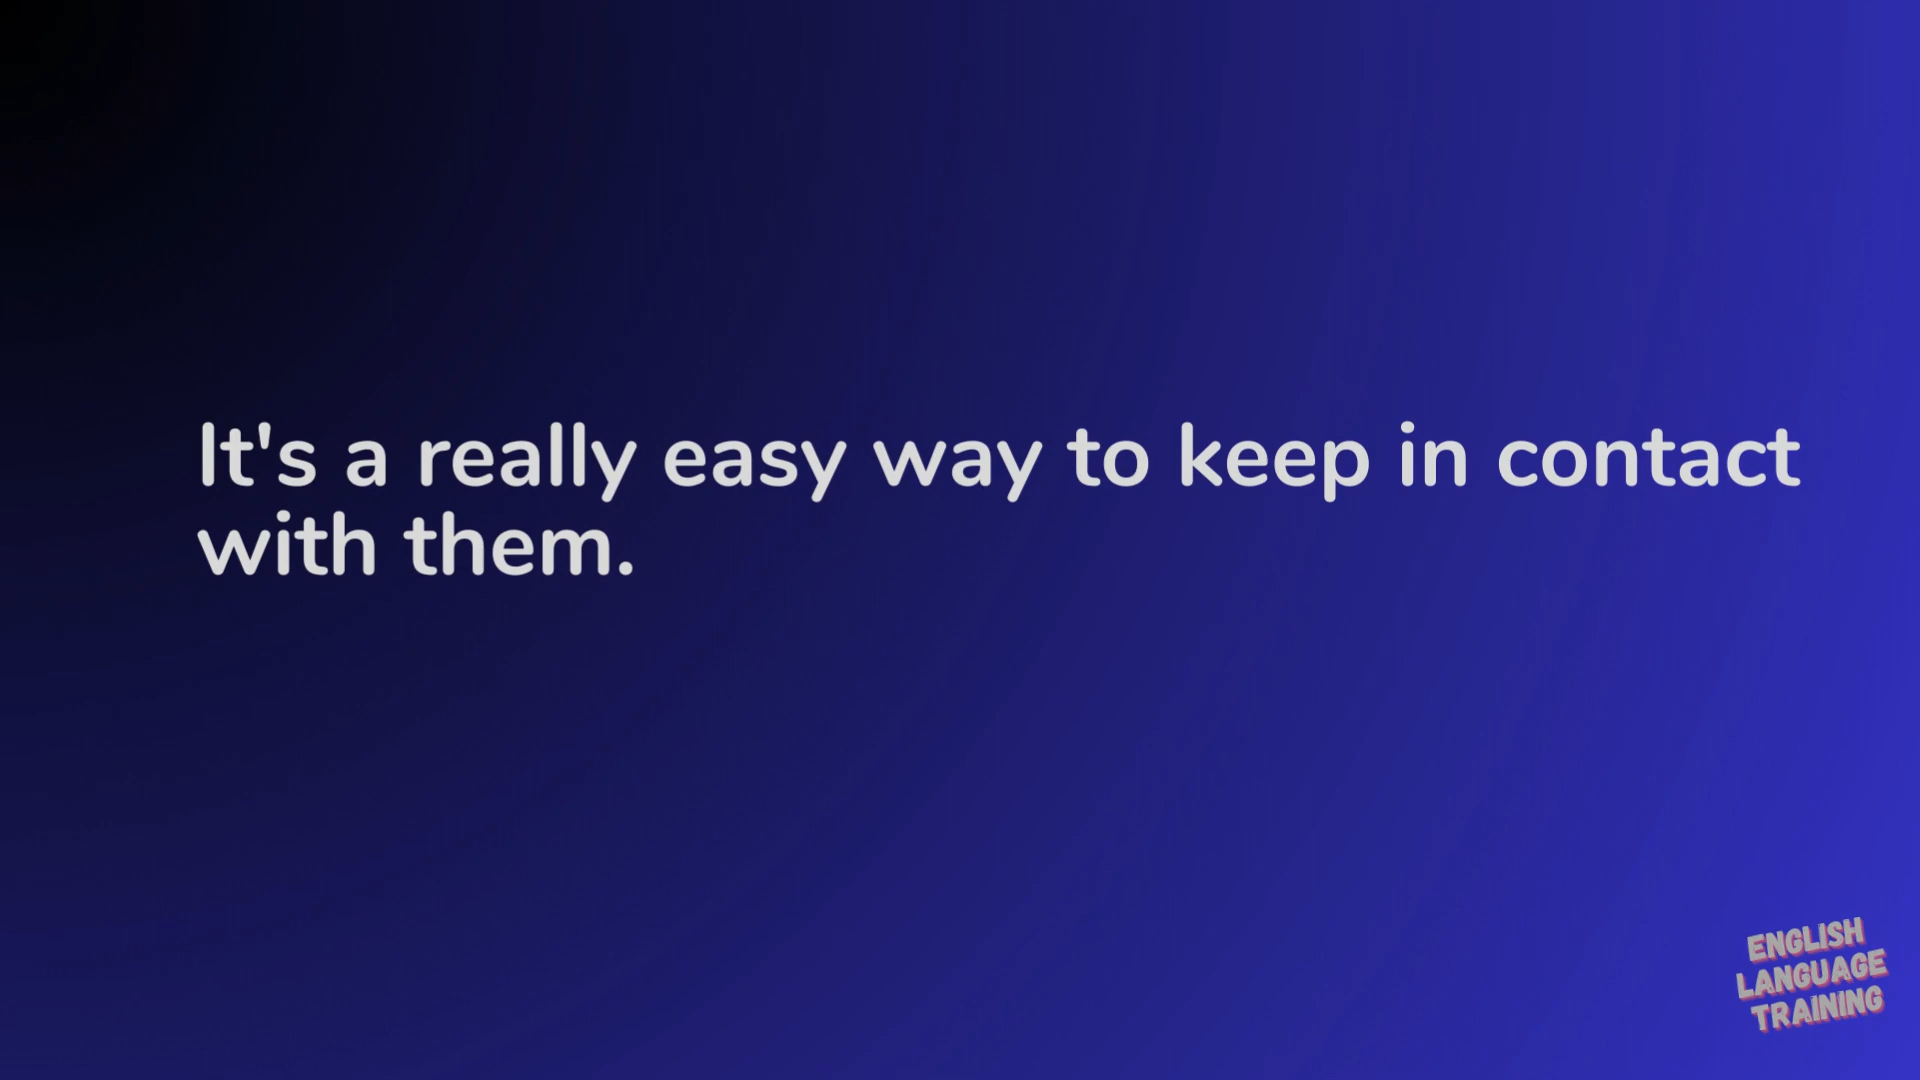 It's a really easy way to keep in contact
with them.
ENGLISH
LANGUAGE
TRAINING